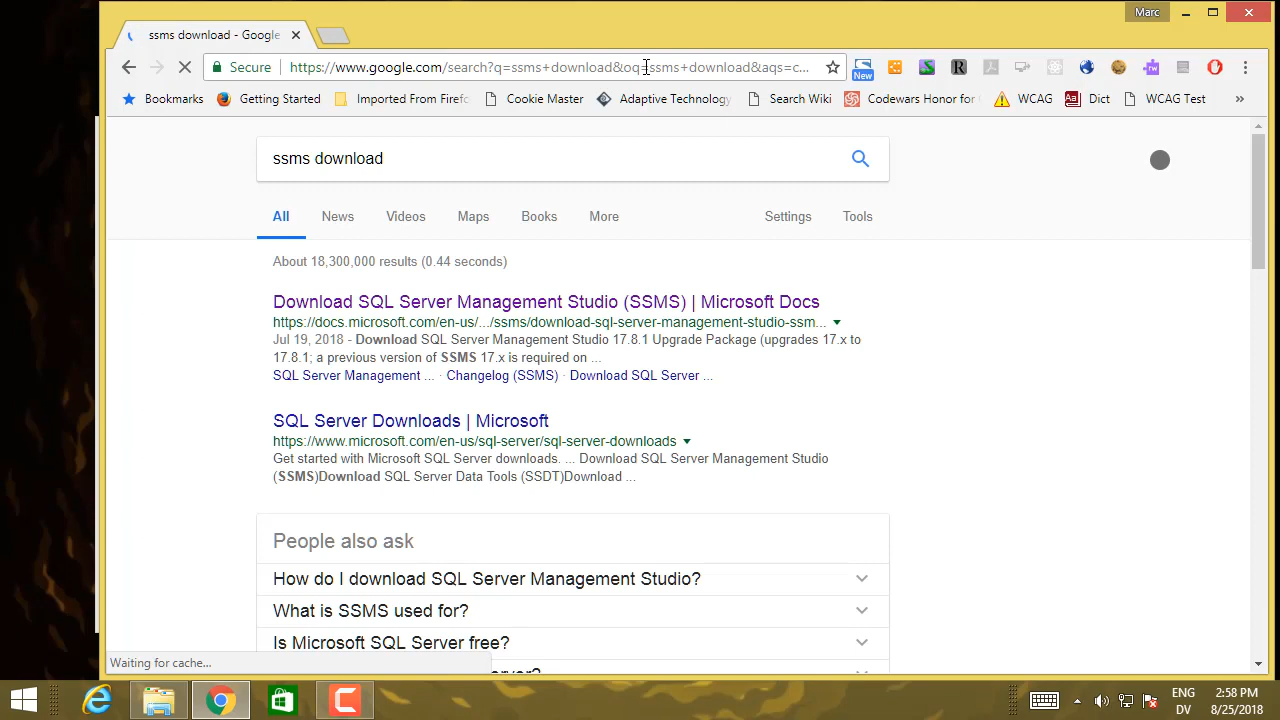 Marc
ssms download - Google
Secure
https://www.google.com/search?q=ssms+download&oq=ssms+download&aqs=c...
New
Bookmarks
Getting Started
Imported From Firef
Cookie Master
Adaptive Technology
Search Wiki
Codewars Honor for
WCAG
Dict
WCAG Test
»
ssms download
All
News
Videos
Maps
Books
More
Settings
Tools
About 18,300,000 results (0.44 seconds)
Download SQL Server Management Studio (SSMS) | Microsoft Docs
https://docs.microsoft.com/en-us/.../ssms/download-sql-server-management-studio-ssm...
Jul 19, 2018 - Download SQL Server Management Studio 17.8.1 Upgrade Package (upgrades 17.x to
17.8.1; a previous version of SSMS 17.x is required on ...
SQL Server Management ... · Changelog (SSMS) · Download SQL Server ...
SQL Server Downloads | Microsoft
https://www.microsoft.com/en-us/sql-server/sql-server-downloads
Get started with Microsoft SQL Server downloads. ... Download SQL Server Management Studio
(SSMS)Download SQL Server Data Tools (SSDT)Download ...
People also ask
How do I download SQL Server Management Studio?
What is SSMS used for?
Is Microsoft SQL Server free?
Waiting for cache...
ENG
DV
2:58 PM
8/25/2018